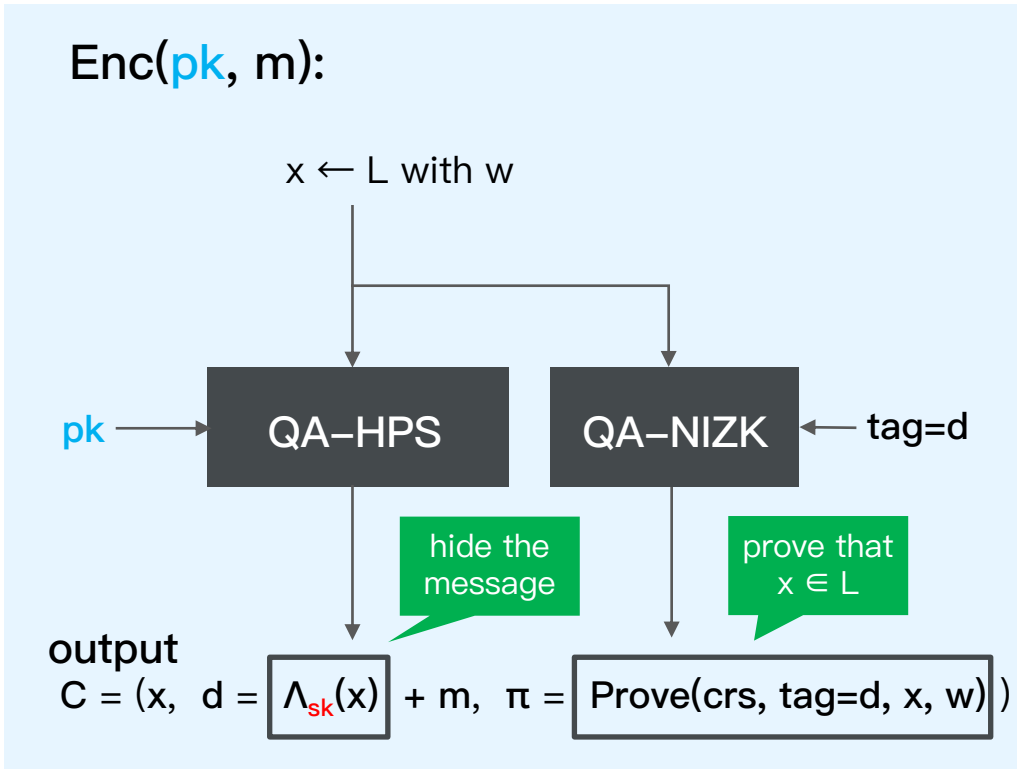 Enc(pk, m):
x ← L with w
pk
QA-HPS
QA-NIZK
tag=d
hide the
message
prove that
x ∈ L
output
C = (x, d = Λsk(x) + m, π = Prove(crs, tag=d, x, w) )